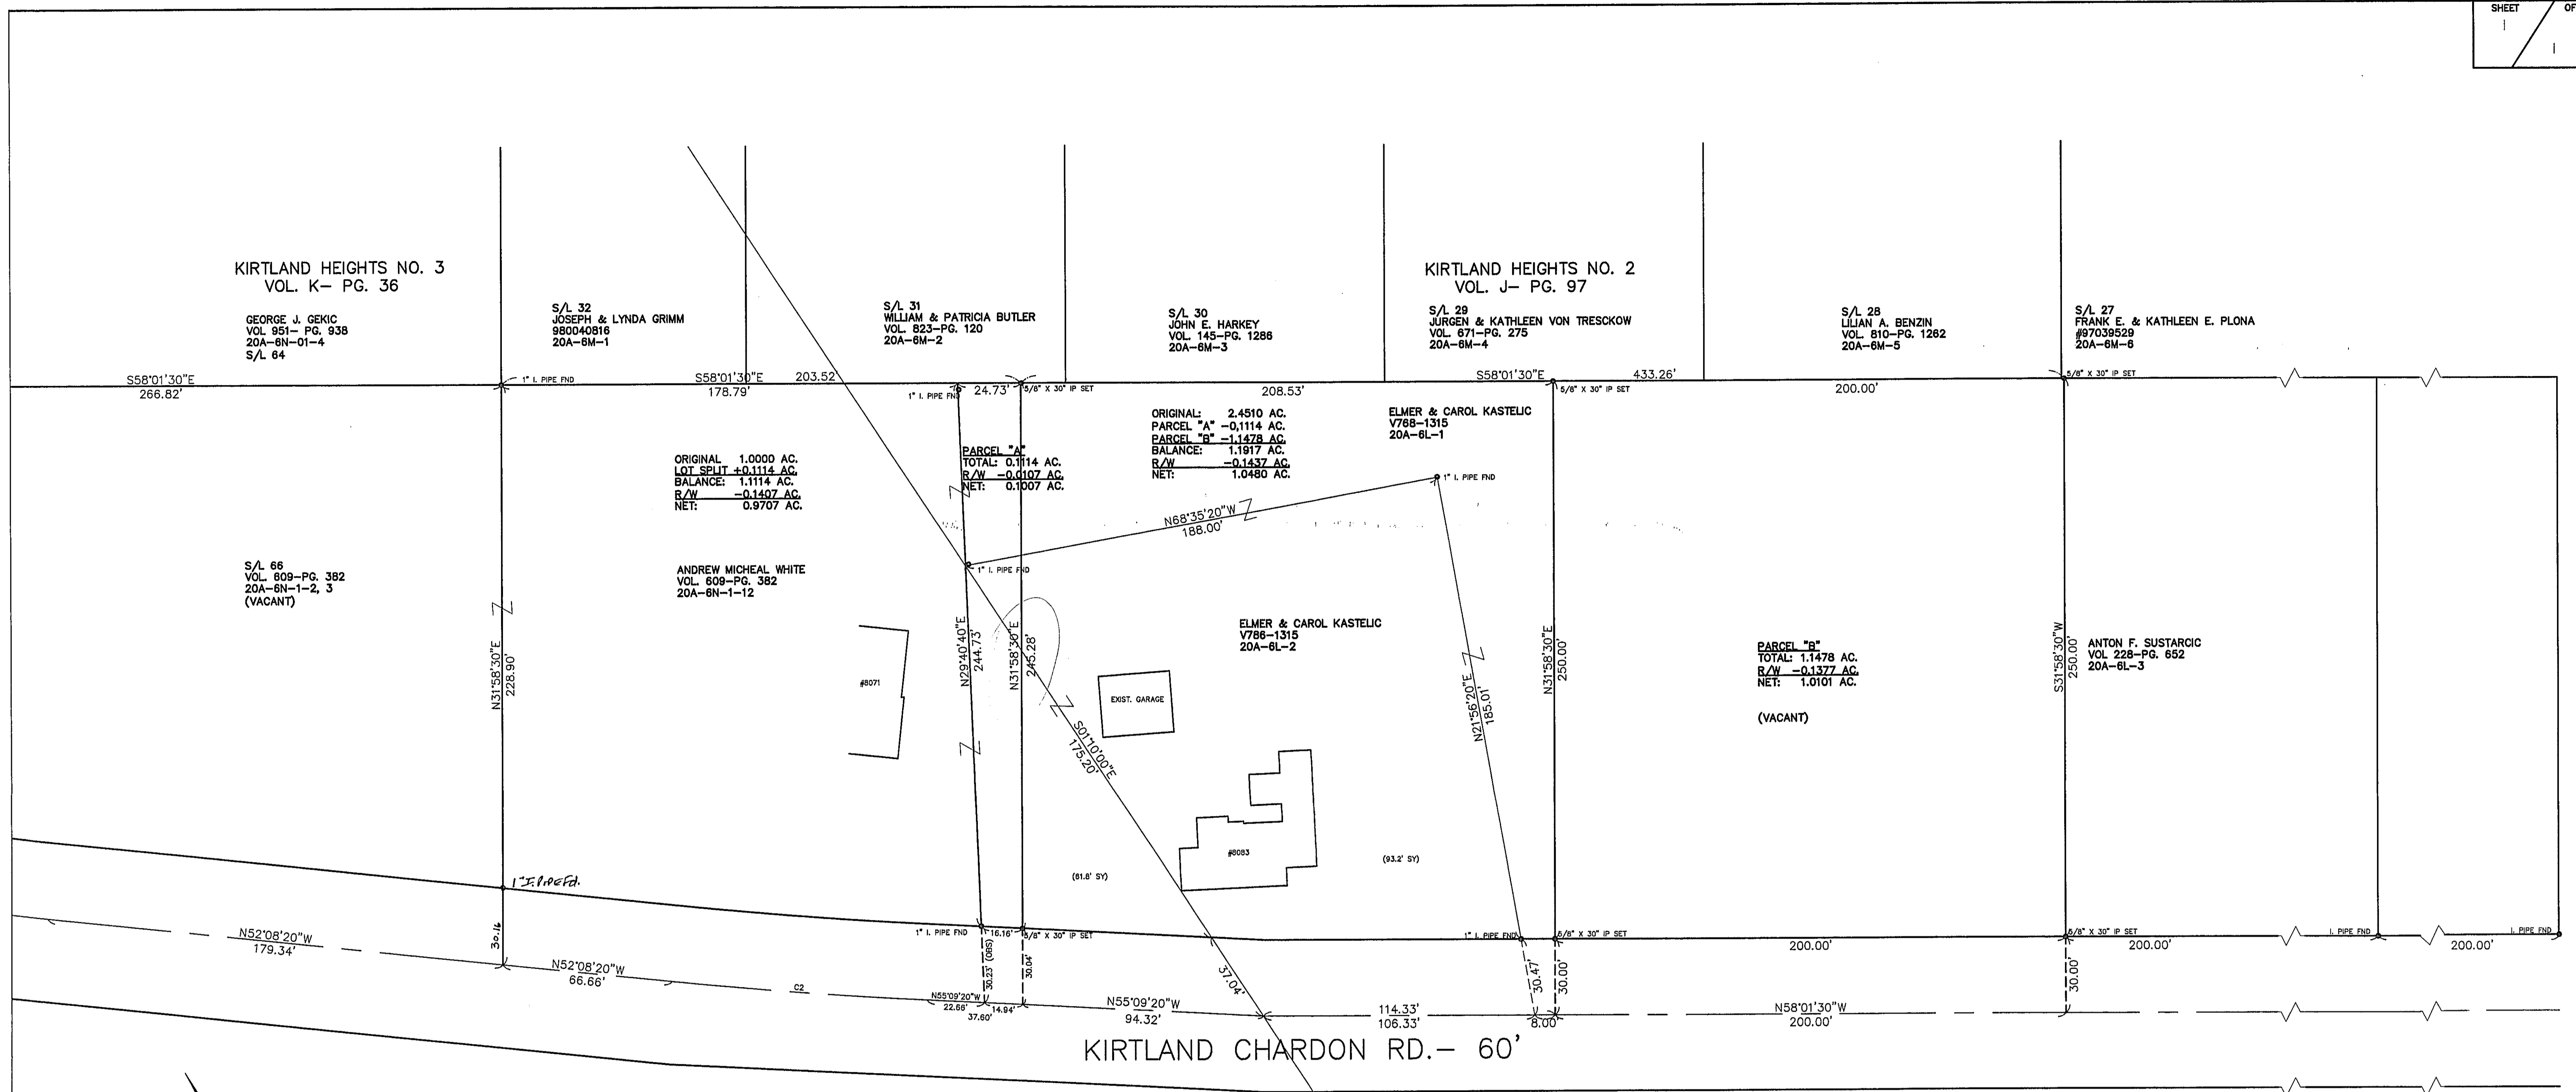 SHEET
OF
1
1
KIRTLAND HEIGHTS NO. 3
VOL. K- PG. 36
GEORGE J. GEKIC
VOL 951- PG. 938
20A-6N-01-4
S/L 64
S/L 32
JOSEPH & LYNDA GRIMM
980040816
20A-6M-1
S/L 31
WILLIAM & PATRICIA BUTLER
VOL. 823-PG. 120
20A-6M-2
S/L 30
JOHN E. HARKEY
VOL. 145-PG. 1286
20A-6M-3
KIRTLAND HEIGHTS NO. 2
VOL. J- PG. 97
S/L 29
JURGEN & KATHLEEN VON TRESCKOW
VOL. 671-PG. 275
20A-6M-4
S/L 28
LILIAN A. BENZIN
VOL. 810-PG. 1262
20A-6M-5
S/L 27
FRANK E. & KATHLEEN E. PLONA
#97039529
20A-6M-6
S58°01'30"E
266.82'
1" I. PIPE FND
S58°01'30"E 203.52
178.79'
1" I. PIPE FND
24.73'
5/8" X 30" IP SET
208.53'
S58°01'30"E 433.26'
5/8" X 30" IP SET
200.00'
5/8" X 30" IP SET
ORIGINAL 1.0000 AC.
LOT SPLIT +0.1114 AC.
BALANCE: 1.1114 AC.
R/W -0.1407 AC.
NET: 0.9707 AC.
PARCEL "A"
TOTAL: 0.1114 AC.
R/W -0.0107 AC.
NET: 0.1007 AC.
ORIGINAL: 2.4510 AC.
PARCEL "A" -0.1114 AC.
PARCEL "B" -1.1478 AC.
BALANCE: 1.1917 AC.
R/W -0.1437 AC.
NET: 1.0480 AC.
ELMER & CAROL KASTELIC
V768-1315
20A-6L-1
1" I. PIPE FND
N68°35'20"W
188.00'
1" I. PIPE FND
S/L 66
VOL. 609-PG. 382
20A-6N-1-2, 3
(VACANT)
ANDREW MICHEAL WHITE
VOL. 609-PG. 382
20A-6N-1-12
ELMER & CAROL KASTELIC
V786-1315
20A-6L-2
PARCEL "B"
TOTAL: 1.1478 AC.
R/W -0.1377 AC.
NET: 1.0101 AC.
(VACANT)
ANTON F. SUSTARCIC
VOL 228-PG. 652
20A-6L-3
N31°58'30"E
228.90'
#8071
N29°40'40"E
244.73'
N31°58'30"E
245.28'
S01°10'00"E
175.20'
EXIST. GARAGE
N21°56'20"E
185.01'
N31°58'30"E
250.00'
S31°58'30"W
250.00'
#8083
(61.8' SY)
(93.2' SY)
1" I. PIPE Fd.
30.16
1" I. PIPE FND
16.16'
5/8" X 30" IP SET
1" I. PIPE FND
5/8" X 30" IP SET
200.00'
5/8" X 30" IP SET
200.00'
I. PIPE FND
200.00'
I. PIPE FND
N52°08'20"W
179.34'
N52°08'20"W
66.66'
C2
30.23' (OBS)
30.04'
N55°09'20"W
22.66'
14.94'
37.60'
N55°09'20"W
94.32'
37.04'
114.33'
106.33'
30.47'
8.00'
30.00'
N58°01'30"W
200.00'
30.00'
KIRTLAND CHARDON RD.- 60'